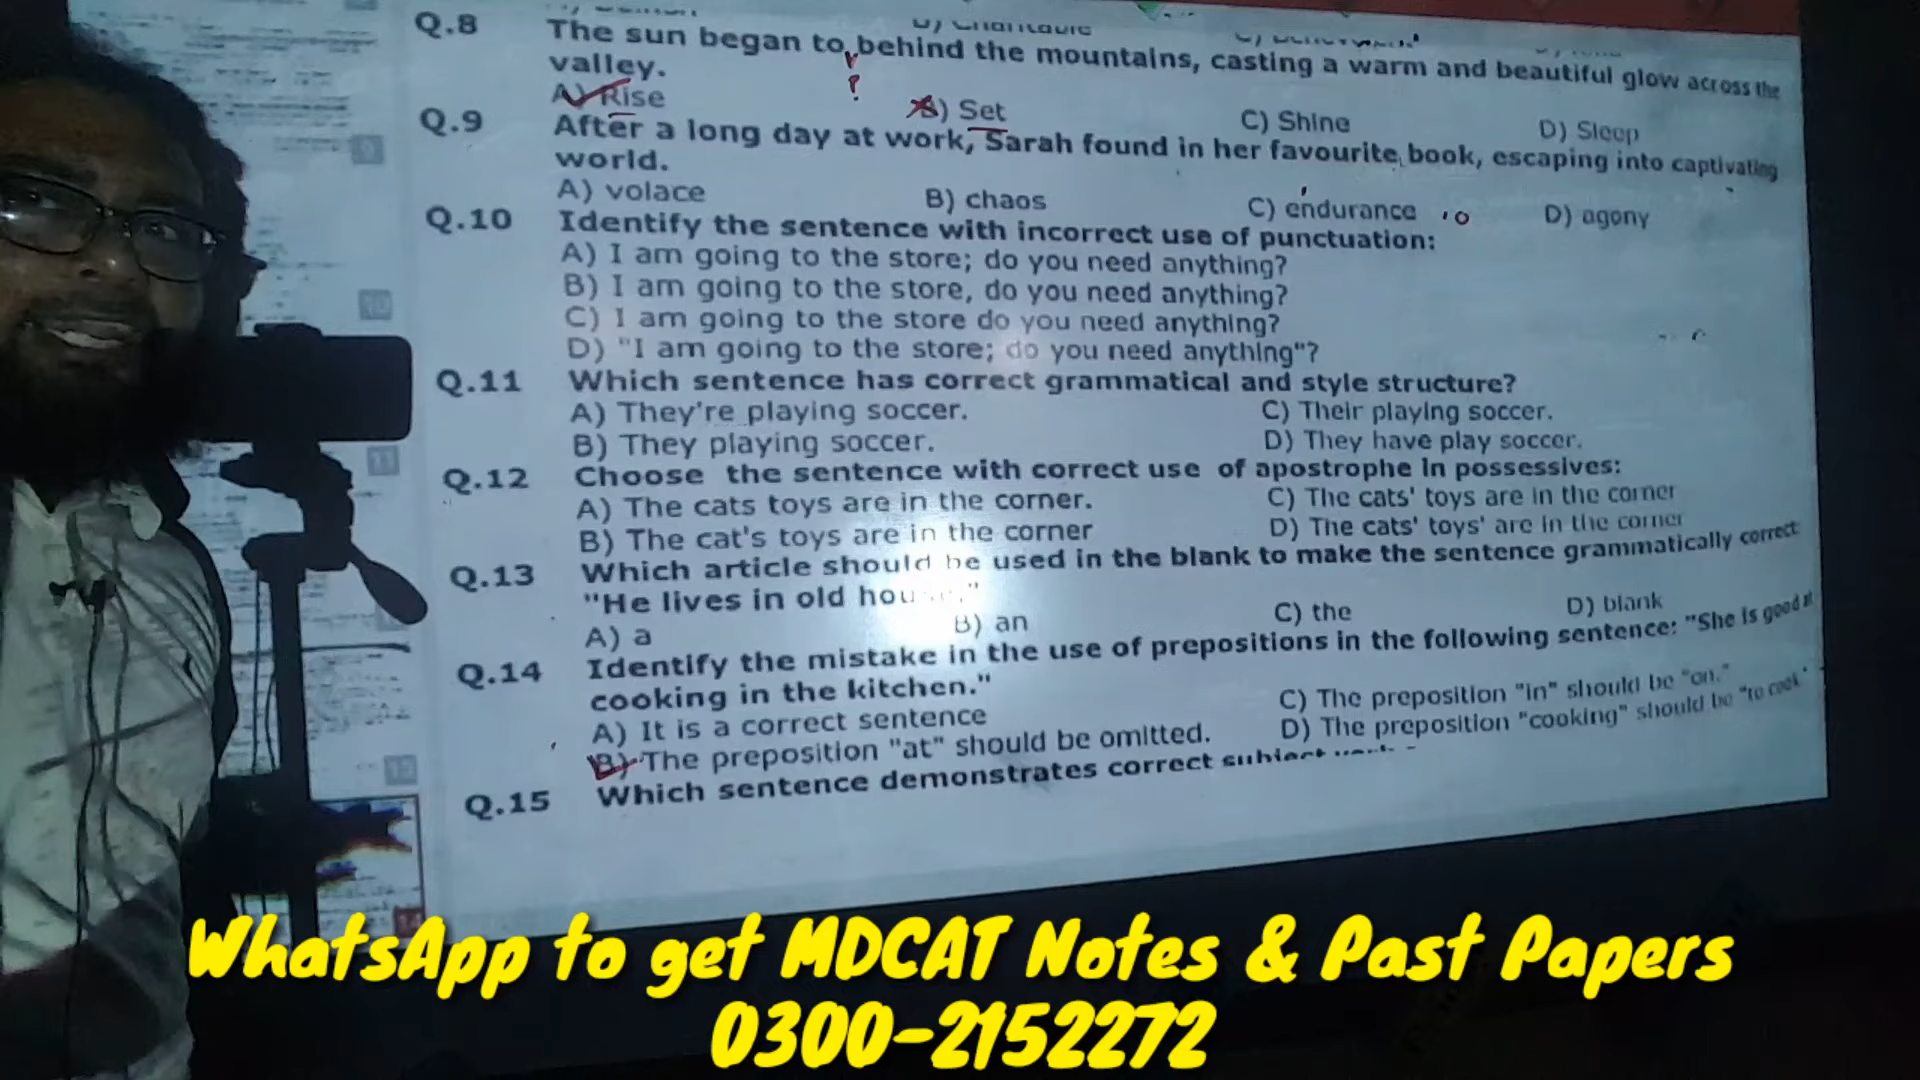 Q.8 The sun began to behind the mountains, casting a warm and beautiful glow across the
valley.
A) Rise B) Set C) Shine D) Sleep
Q.9 After a long day at work, Sarah found in her favourite book, escaping into captivating
world.
A) volace B) chaos C) endurance D) agony
Q.10 Identify the sentence with incorrect use of punctuation:
A) I am going to the store; do you need anything?
B) I am going to the store, do you need anything?
C) I am going to the store do you need anything?
D) "I am going to the store; do you need anything"?
Q.11 Which sentence has correct grammatical and style structure?
A) They're playing soccer. C) Their playing soccer.
B) They playing soccer. D) They have play soccer.
Q.12 Choose the sentence with correct use of apostrophe in possessives:
A) The cats toys are in the corner. C) The cats' toys are in the corner
B) The cat's toys are in the corner D) The cats' toys' are in the corner
Q.13 Which article should be used in the blank to make the sentence grammatically correct
"He lives in old
A) a B) an C) the D) blank
Q.14 Identify the mistake in the use of prepositions in the following sentence: "She is good at
cooking in the kitchen."
A) It is a correct sentence C) The preposition "in" should be "on."
B) The preposition "at" should be omitted. D) The preposition "cooking" should be "to cook"
Q.15 Which sentence demonstrates correct
WhatsApp to get MDCAT Notes & Past Papers
0300-2152272